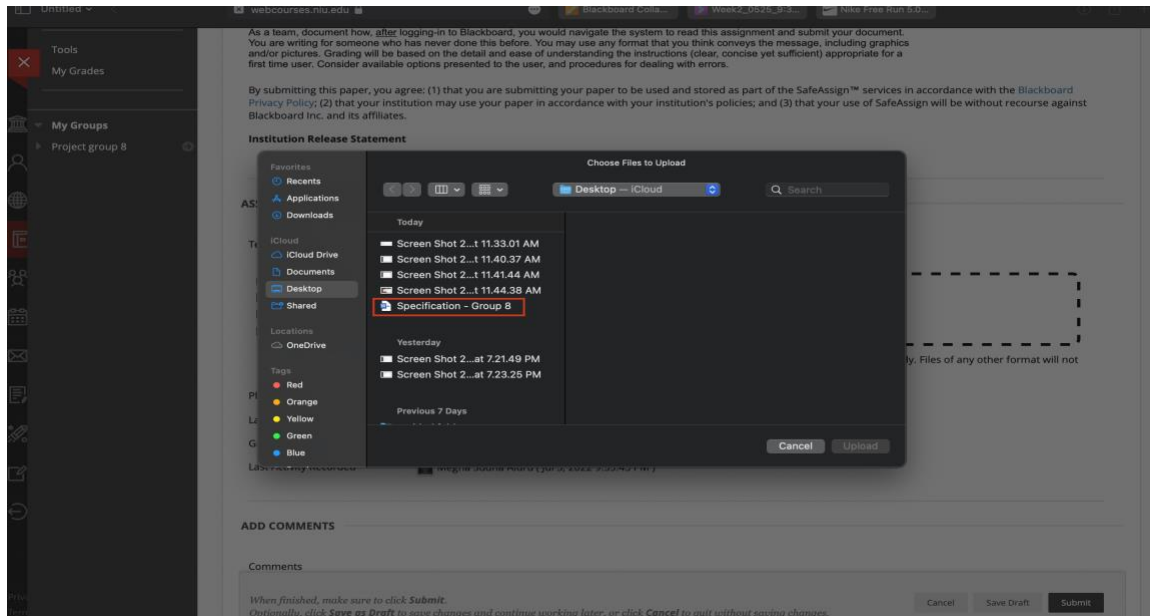 Untitled
webcourses.niu.edu
Blackboard Colla...
Week2_0525_9:3...
Nike Free Run 5.0...
Tools
My Grades
My Groups
Project group 8
As a team, document how, after logging-in to Blackboard, you would navigate the system to read this assignment and submit your document.
You are writing for someone who has never done this before. You may use any format that you think conveys the message, including graphics
and/or pictures. Grading will be based on the detail and ease of understanding the instructions (clear, concise yet sufficient) appropriate for a
first time user. Consider available options presented to the user, and procedures for dealing with errors.
By submitting this paper, you agree: (1) that you are submitting your paper to be used and stored as part of the SafeAssign™ services in accordance with the Blackboard
Privacy Policy; (2) that your institution may use your paper in accordance with your institution's policies; and (3) that your use of SafeAssign will be without recourse against
Blackboard Inc. and its affiliates.
Institution Release Statement
Choose Files to Upload
Favorites
Recents
Applications
Downloads
iCloud
iCloud Drive
Documents
Desktop
Shared
Locations
OneDrive
Tags
Red
Orange
Yellow
Green
Blue
Desktop — iCloud
Search
Today
Screen Shot 2...t 11.33.01 AM
Screen Shot 2...t 11.40.37 AM
Screen Shot 2...t 11.41.44 AM
Screen Shot 2...t 11.44.38 AM
Specification - Group 8
Yesterday
Screen Shot 2...at 7.21.49 PM
Screen Shot 2...at 7.23.25 PM
Previous 7 Days
Cancel
Upload
Files of any other format will not
ADD COMMENTS
Comments
When finished, make sure to click Submit.
Optionally, click Save as Draft to save changes and continue working later, or click Cancel to quit without saving changes.
Cancel
Save Draft
Submit